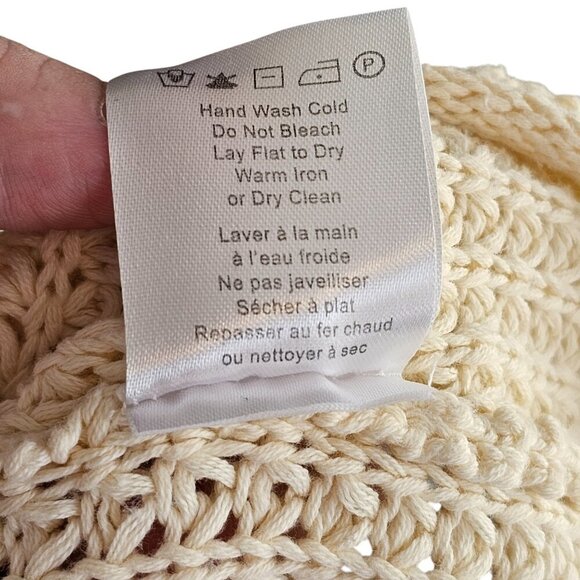 P
Hand Wash Cold
Do Not Bleach
Lay Flat to Dry
Warm Iron
or Dry Clean
Laver à la main
à l'eau froide
Ne pas javelliser
Sécher à plat
Repasser au fer chaud
ou nettoyer à sec